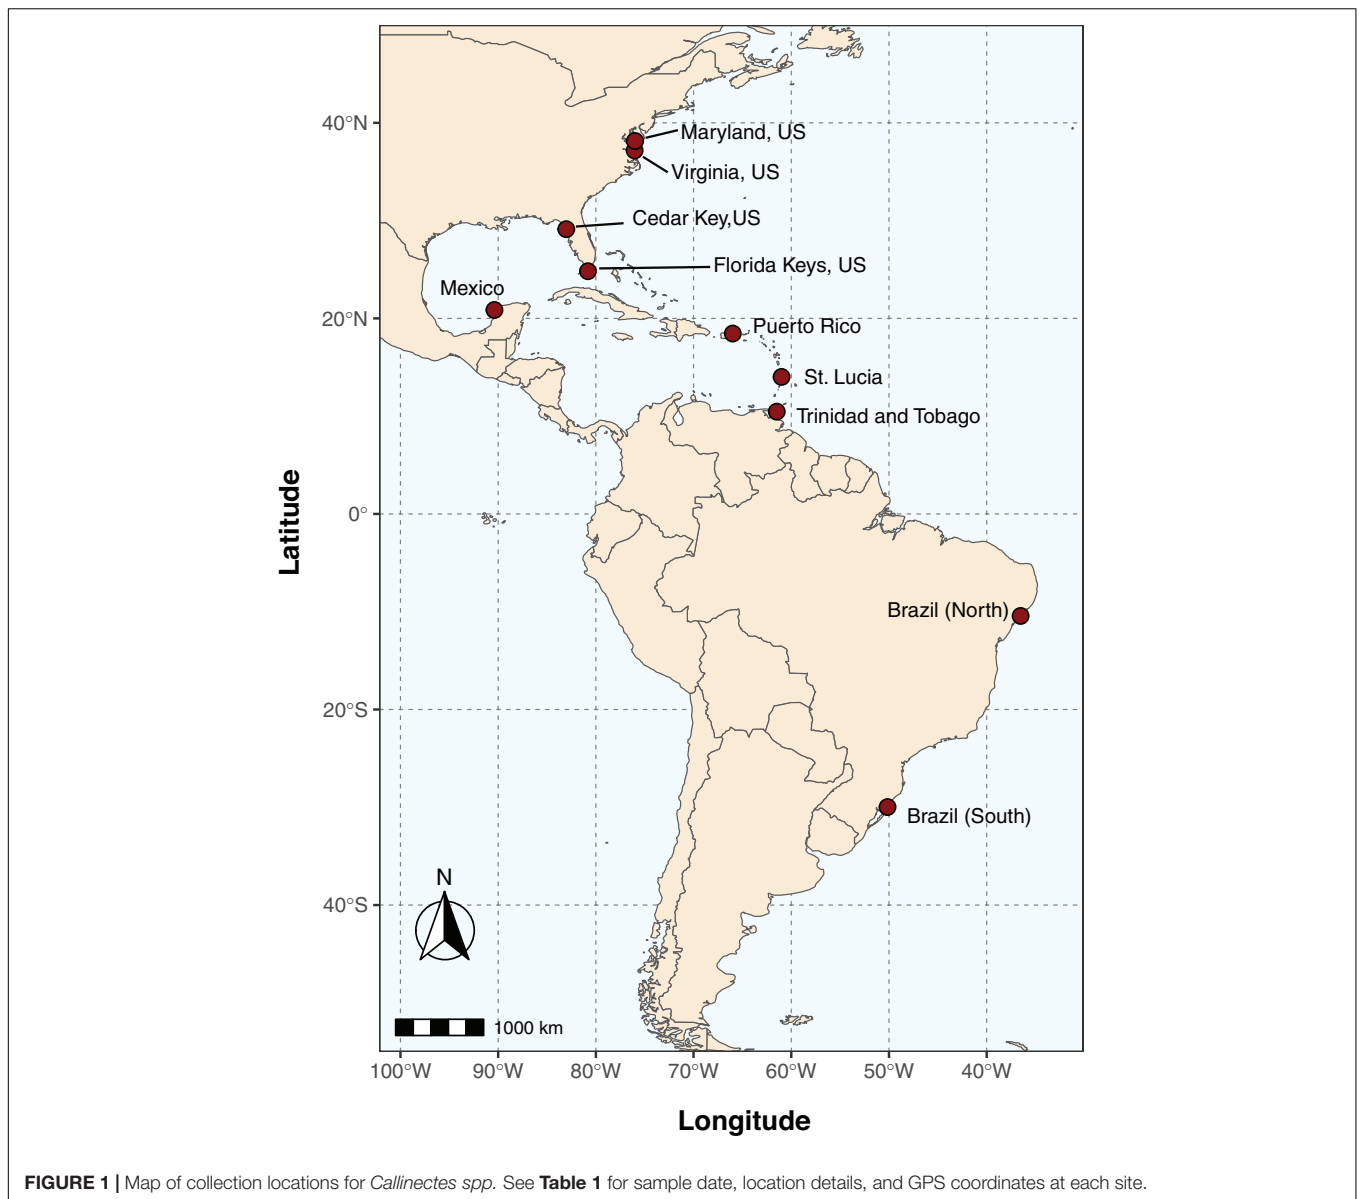 40°N
Maryland, US
Virginia, US
Cedar Key,US
Florida Keys, US
Mexico
20°N
Puerto Rico
St. Lucia
Trinidad and Tobago
Latitude
0°
Brazil (North)
20°S
Brazil (South)
N
40°S
1000 km
100°W 90°W 80°W 70°W 60°W 50°W 40°W
Longitude
FIGURE 1 | Map of collection locations for Callinectes spp. See Table 1 for sample date, location details, and GPS coordinates at each site.